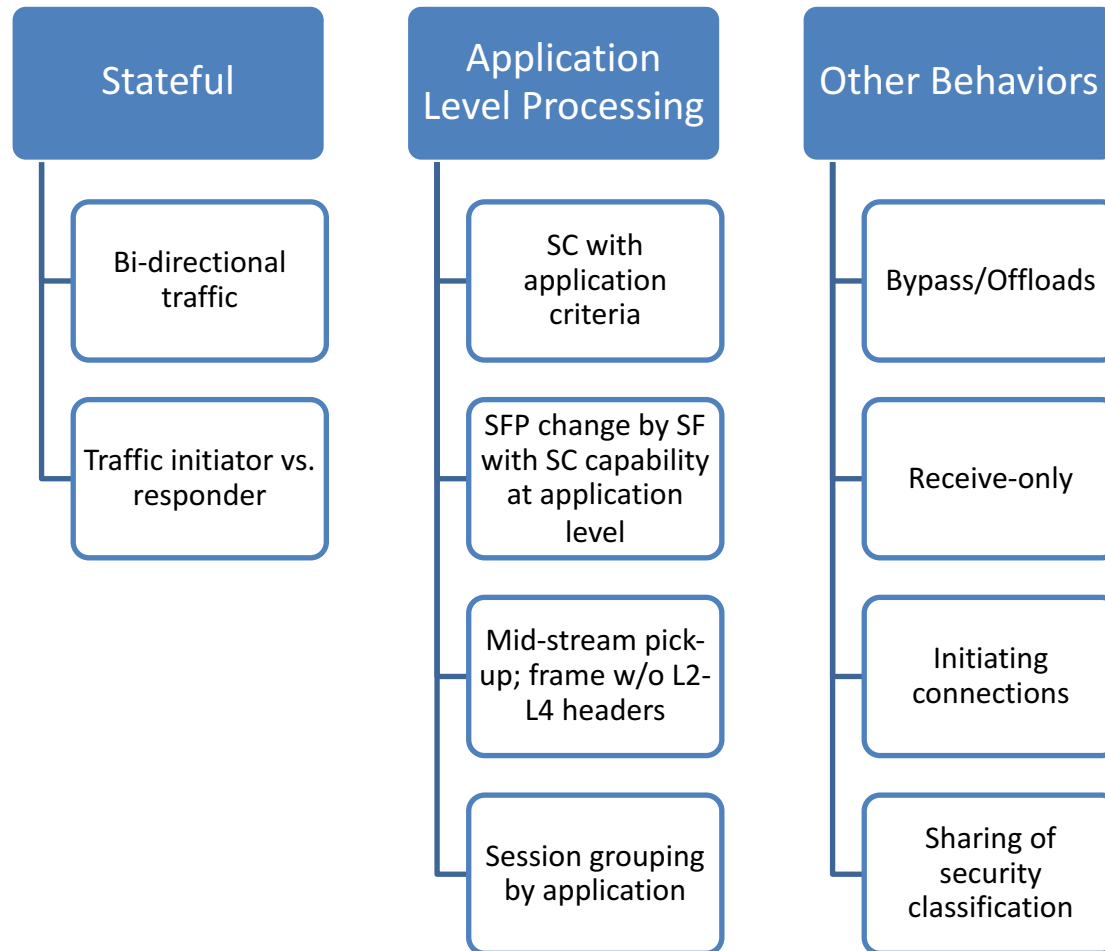 Stateful
Bi-directional
traffic
Traffic initiator vs.
responder
Application
Level Processing
SC with
application
criteria
SFP change by SF
with SC capability
at application
level
Mid-stream pick-
up; frame w/o L2-
L4 headers
Session grouping
by application
Other Behaviors
Bypass/Offloads
Receive-only
Initiating
connections
Sharing of
security
classification